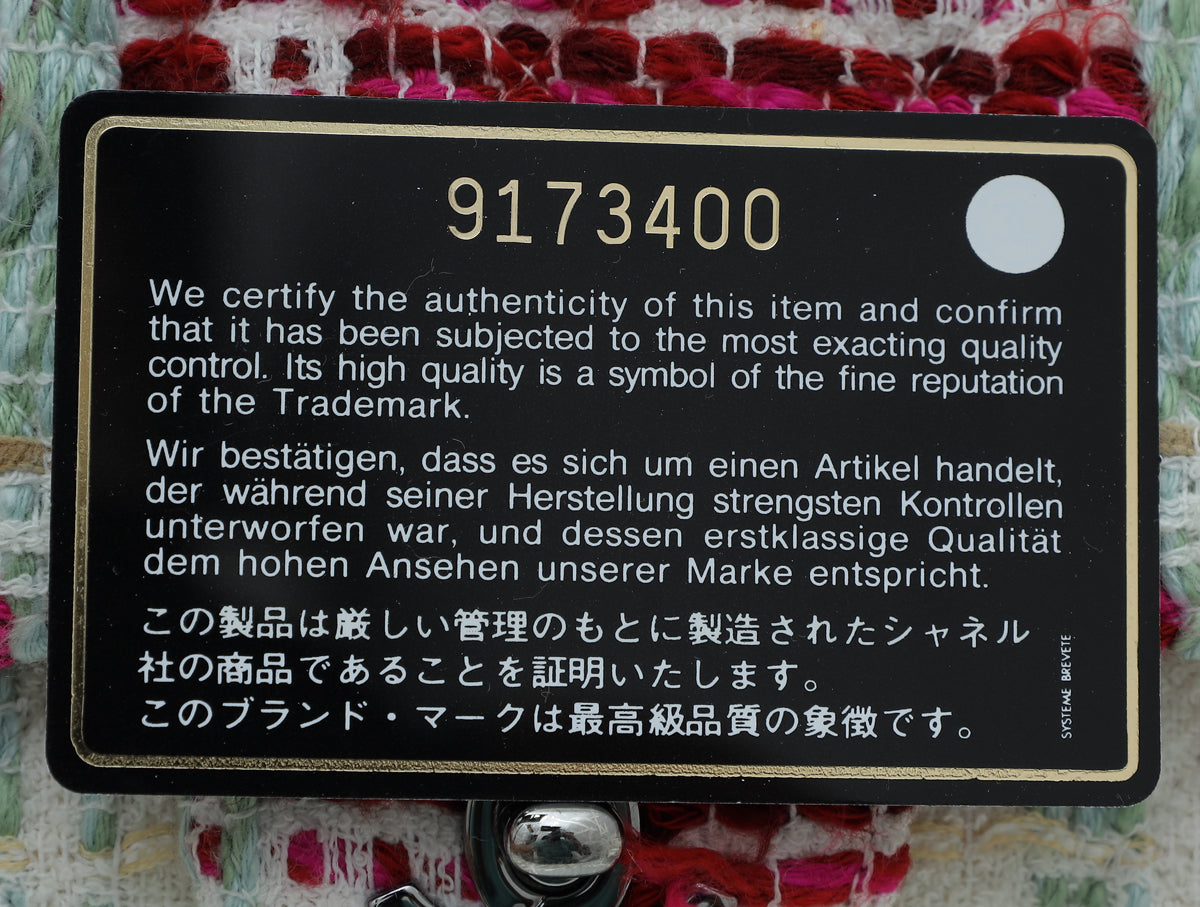 9173400
We certify the authenticity of this item and confirm
that it has been subjected to the most exacting quality
control. Its high quality is a symbol of the fine reputation
of the Trademark.
Wir bestätigen, dass es sich um einen Artikel handelt,
der während seiner Herstellung strengsten Kontrollen
unterworfen war, und dessen erstklassige Qualität
dem hohen Ansehen unserer Marke entspricht.
この製品は厳しい管理のもとに製造されたシャネル
社の商品であることを証明いたします。
このブランド・マークは最高級品質の象徴です。
SYSTEME BREVETE